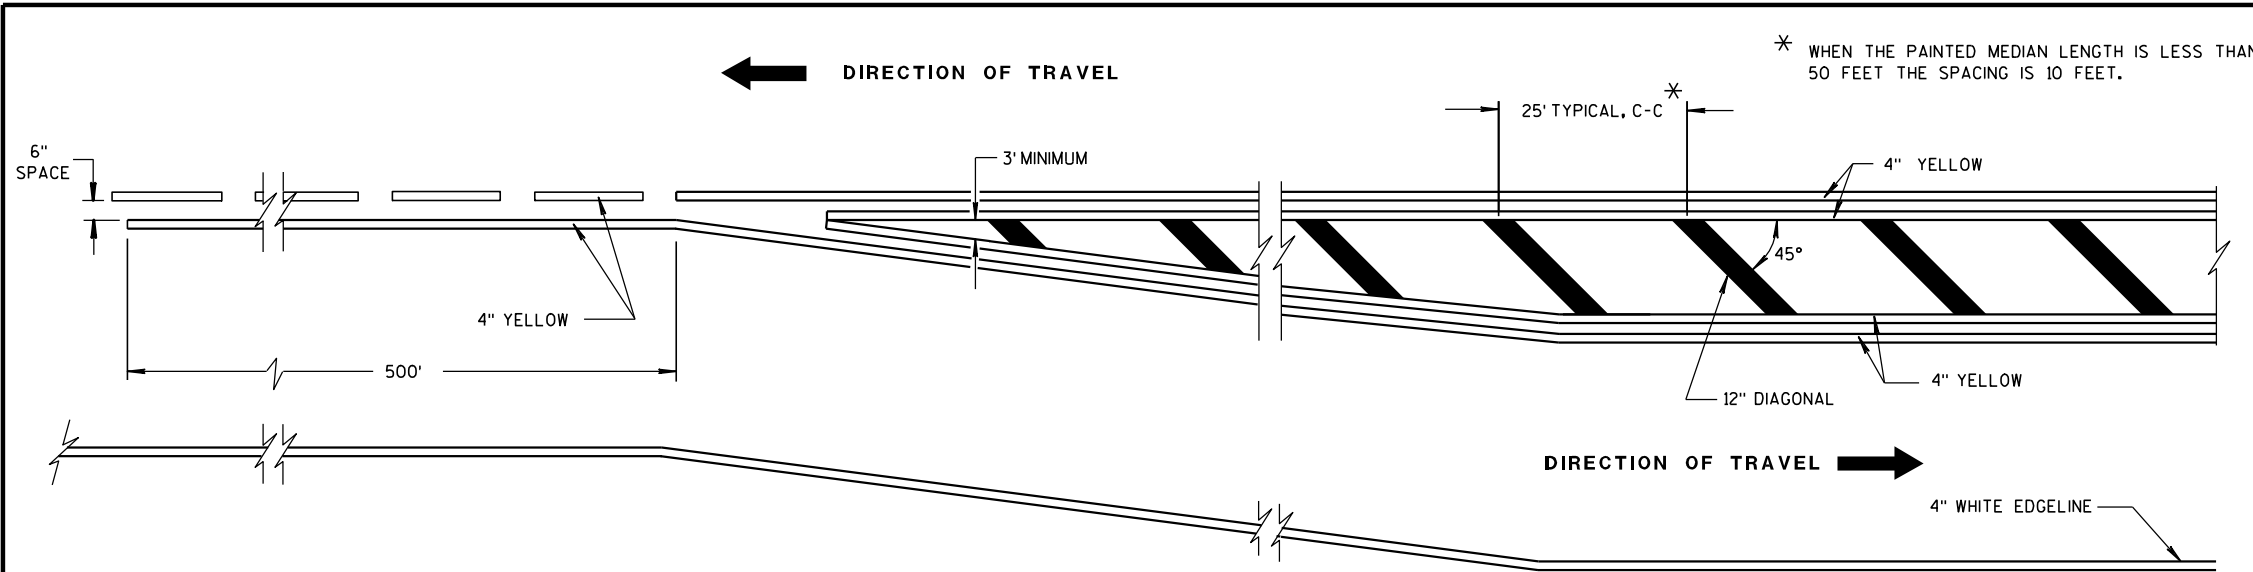 * WHEN THE PAINTED MEDIAN LENGTH IS LESS THAN
50 FEET THE SPACING IS 10 FEET.
DIRECTION OF TRAVEL
25' TYPICAL, C-C *
6"
SPACE
3' MINIMUM
4" YELLOW
45°
4" YELLOW
500'
4" YELLOW
12" DIAGONAL
DIRECTION OF TRAVEL
4" WHITE EDGELINE